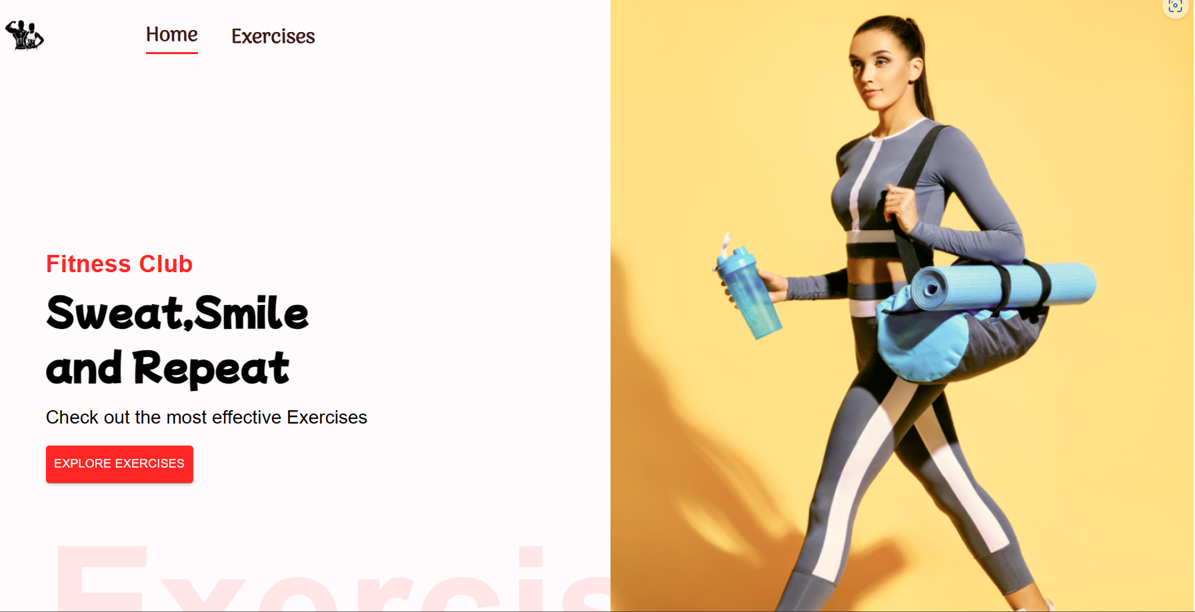 Home Exercises
Fitness Club
Sweat,Smile
and Repeat
Check out the most effective Exercises
EXPLORE EXERCISES
Exercis